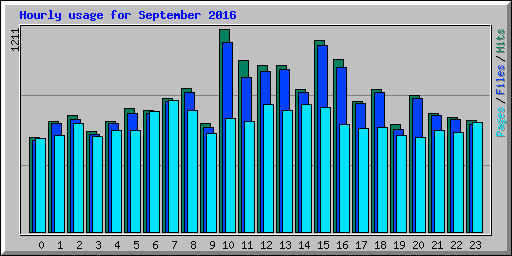 Hourly usage for September 2016
1211
Pages / Files / Hits
0 1 2 3 4 5 6 7 8 9 10 11 12 13 14 15 16 17 18 19 20 21 22 23